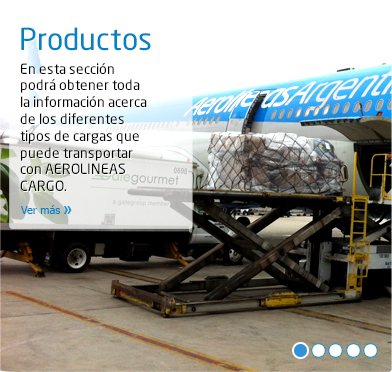 Productos
En esta sección
podrá obtener toda
la información acerca
de los diferentes
tipos de cargas que
puede transportar
con AEROLINEAS
CARGO.
Ver más »
Aerolíneas Argentinas
gategourmet